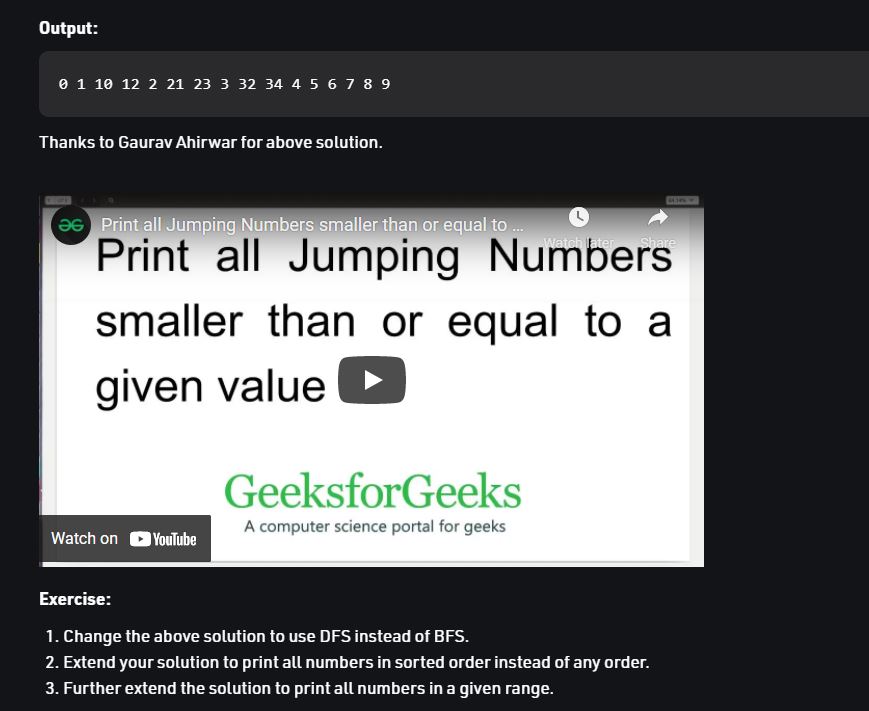 Output:
0 1 10 12 2 21 23 3 32 34 4 5 6 7 8 9
Thanks to Gaurav Ahirwar for above solution.
Print all Jumping Numbers smaller than or equal to ...
Watch later
Share
Print all Jumping Numbers
smaller than or equal to a
given value
GeeksforGeeks
A computer science portal for geeks
Watch on YouTube
Exercise:
1. Change the above solution to use DFS instead of BFS.
2. Extend your solution to print all numbers in sorted order instead of any order.
3. Further extend the solution to print all numbers in a given range.